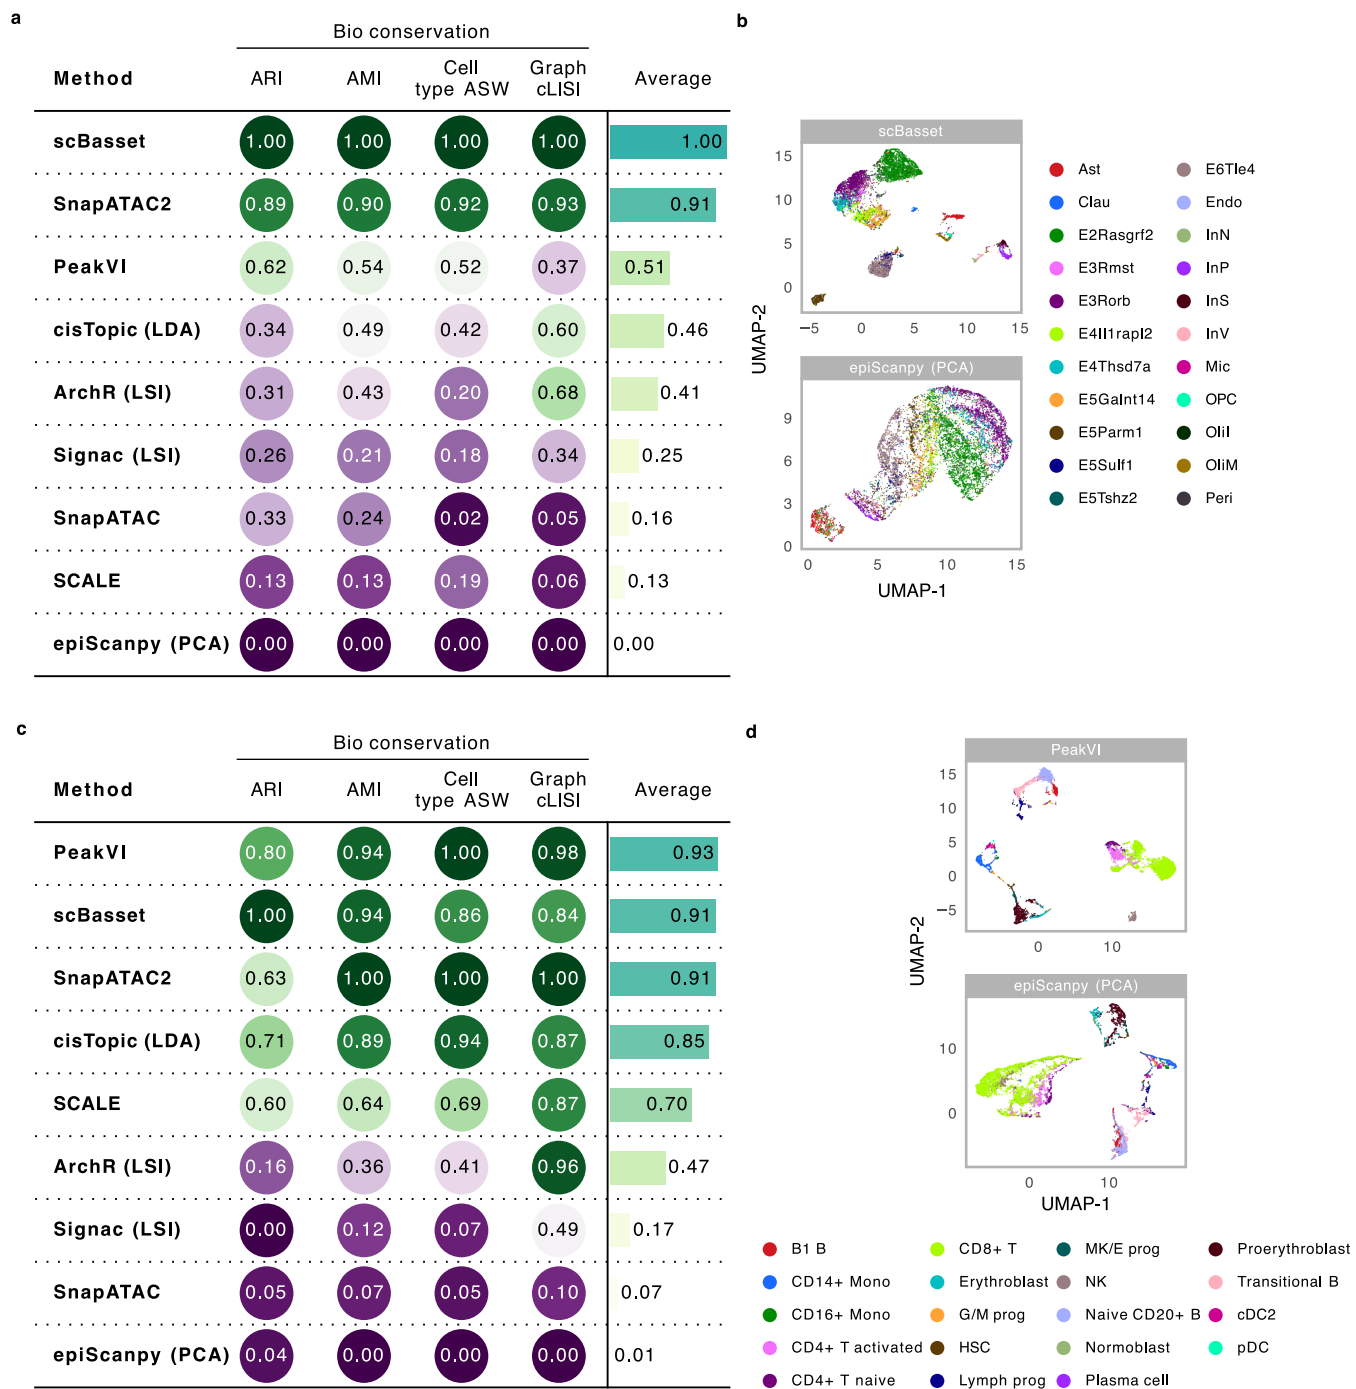 a
Bio conservation
Method ARI AMI Cell type ASW Graph cLISI Average
scBasset 1.00 1.00 1.00 1.00 1.00
SnapATAC2 0.89 0.90 0.92 0.93 0.91
PeakVI 0.62 0.54 0.52 0.37 0.51
cisTopic (LDA) 0.34 0.49 0.42 0.60 0.46
ArchR (LSI) 0.31 0.43 0.20 0.68 0.41
Signac (LSI) 0.26 0.21 0.18 0.34 0.25
SnapATAC 0.33 0.24 0.02 0.05 0.16
SCALE 0.13 0.13 0.19 0.06 0.13
epiScanpy (PCA) 0.00 0.00 0.00 0.00 0.00
b
scBasset
15
10
5
0
−5 0 5 10 15
UMAP-2
epiScanpy (PCA)
9
6
3
0
0 5 10 15
UMAP-1
Ast E6Tle4
Clau Endo
E2Rasgrf2 InN
E3Rmst InP
E3Rorb InS
E4Il1rapl2 InV
E4Thsd7a Mic
E5Galnt14 OPC
E5Parm1 OliI
E5Sulf1 OliM
E5Tshz2 Peri
c
Bio conservation
Method ARI AMI Cell type ASW Graph cLISI Average
PeakVI 0.80 0.94 1.00 0.98 0.93
scBasset 1.00 0.94 0.86 0.84 0.91
SnapATAC2 0.63 1.00 1.00 1.00 0.91
cisTopic (LDA) 0.71 0.89 0.94 0.87 0.85
SCALE 0.60 0.64 0.69 0.87 0.70
ArchR (LSI) 0.16 0.36 0.41 0.96 0.47
Signac (LSI) 0.00 0.12 0.07 0.49 0.17
SnapATAC 0.05 0.07 0.05 0.10 0.07
epiScanpy (PCA) 0.04 0.00 0.00 0.00 0.01
d
PeakVI
15
10
5
0
−5
0 10
UMAP-2
epiScanpy (PCA)
10
0
0 10
UMAP-1
B1 B CD8+ T MK/E prog Proerythroblast
CD14+ Mono Erythroblast NK Transitional B
CD16+ Mono G/M prog Naive CD20+ B cDC2
CD4+ T activated HSC Normoblast pDC
CD4+ T naive Lymph prog Plasma cell